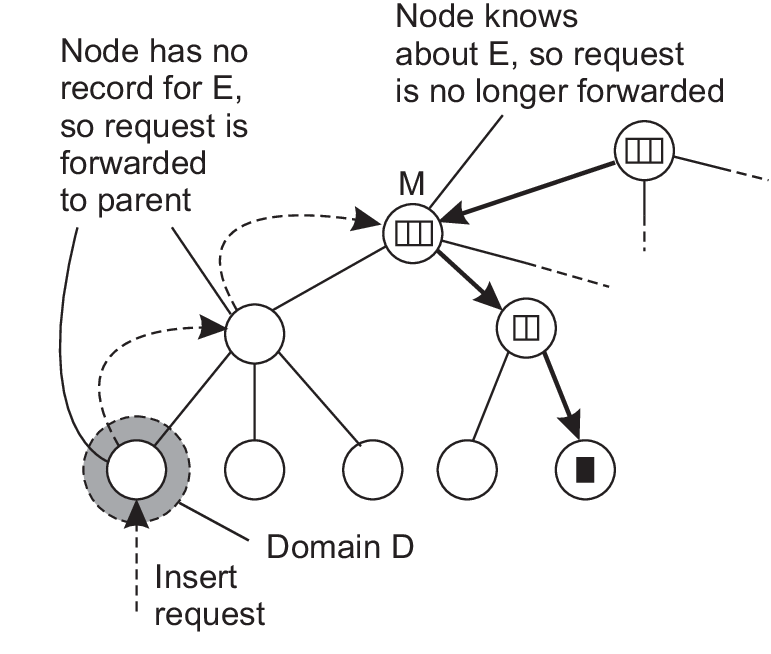 Node has no
record for E,
so request is
forwarded
to parent
Node knows
about E, so request
is no longer forwarded
M
Domain D
Insert
request